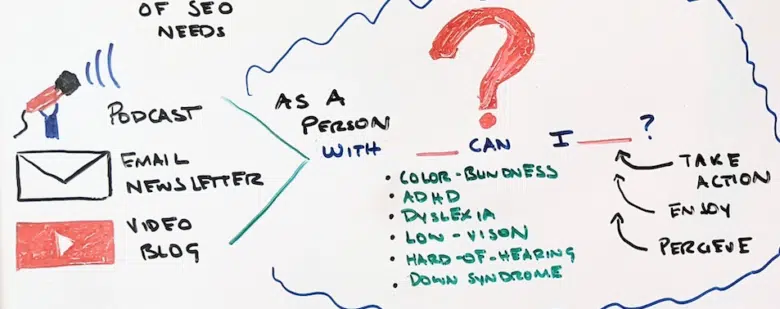 OF SEO
NEEDS
PODCAST
EMAIL
NEWSLETTER
VIDEO
BLOG
AS A
PERSON
WITH ___ CAN I ___ ?
• COLOR-BLINDNESS
• ADHD
• DYSLEXIA
• LOW-VISON
• HARD-OF-HEARING
• DOWN SYNDROME
TAKE
ACTION
ENJOY
PERCIEVE